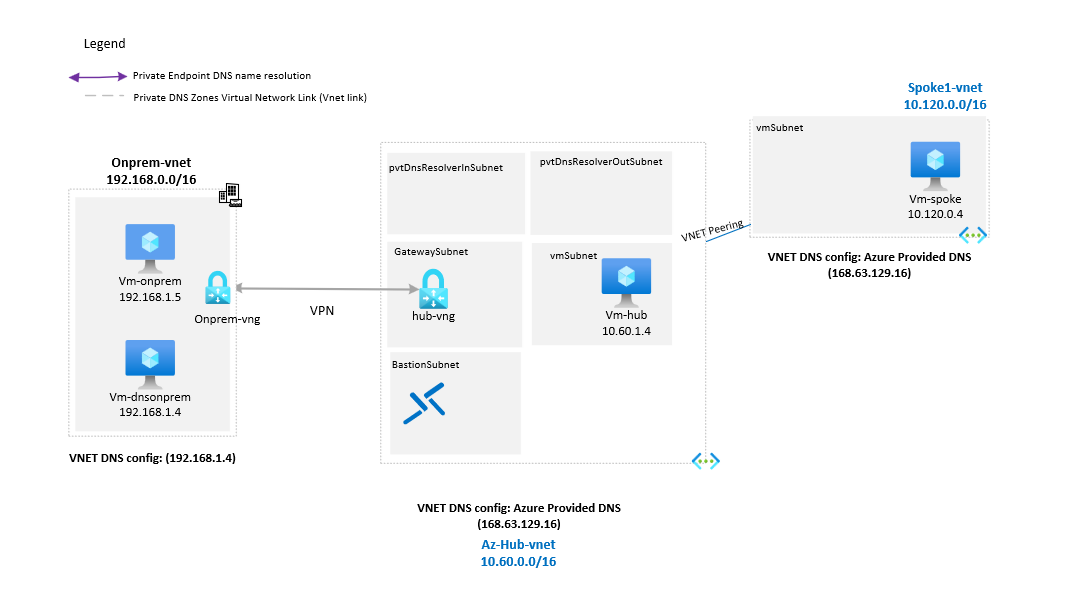 Legend
Private Endpoint DNS name resolution
Private DNS Zones Virtual Network Link (Vnet link)
Onprem-vnet
192.168.0.0/16
Vm-onprem
192.168.1.5
Onprem-vng
Vm-dnsonprem
192.168.1.4
VNET DNS config: (192.168.1.4)
VPN
pvtDnsResolverInSubnet
pvtDnsResolverOutSubnet
GatewaySubnet
hub-vng
vmSubnet
Vm-hub
10.60.1.4
BastionSubnet
VNET DNS config: Azure Provided DNS
(168.63.129.16)
Az-Hub-vnet
10.60.0.0/16
VNET Peering
Spoke1-vnet
10.120.0.0/16
vmSubnet
Vm-spoke
10.120.0.4
VNET DNS config: Azure Provided DNS
(168.63.129.16)